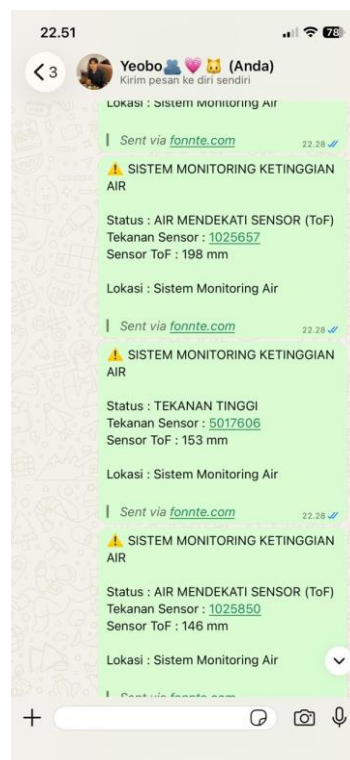 22.51
78
3
Yeobo🫂💗🐱 (Anda)
Kirim pesan ke diri sendiri
Lokasi : Sistem Monitoring Air
Sent via fonnte.com
22.28
⚠️ SISTEM MONITORING KETINGGIAN
AIR
Status : AIR MENDEKATI SENSOR (ToF)
Tekanan Sensor : 1025657
Sensor ToF : 198 mm
Lokasi : Sistem Monitoring Air
Sent via fonnte.com
22.28
⚠️ SISTEM MONITORING KETINGGIAN
AIR
Status : TEKANAN TINGGI
Tekanan Sensor : 5017606
Sensor ToF : 153 mm
Lokasi : Sistem Monitoring Air
Sent via fonnte.com
22.28
⚠️ SISTEM MONITORING KETINGGIAN
AIR
Status : AIR MENDEKATI SENSOR (ToF)
Tekanan Sensor : 1025850
Sensor ToF : 146 mm
Lokasi : Sistem Monitoring Air
Sent via fonnte.com